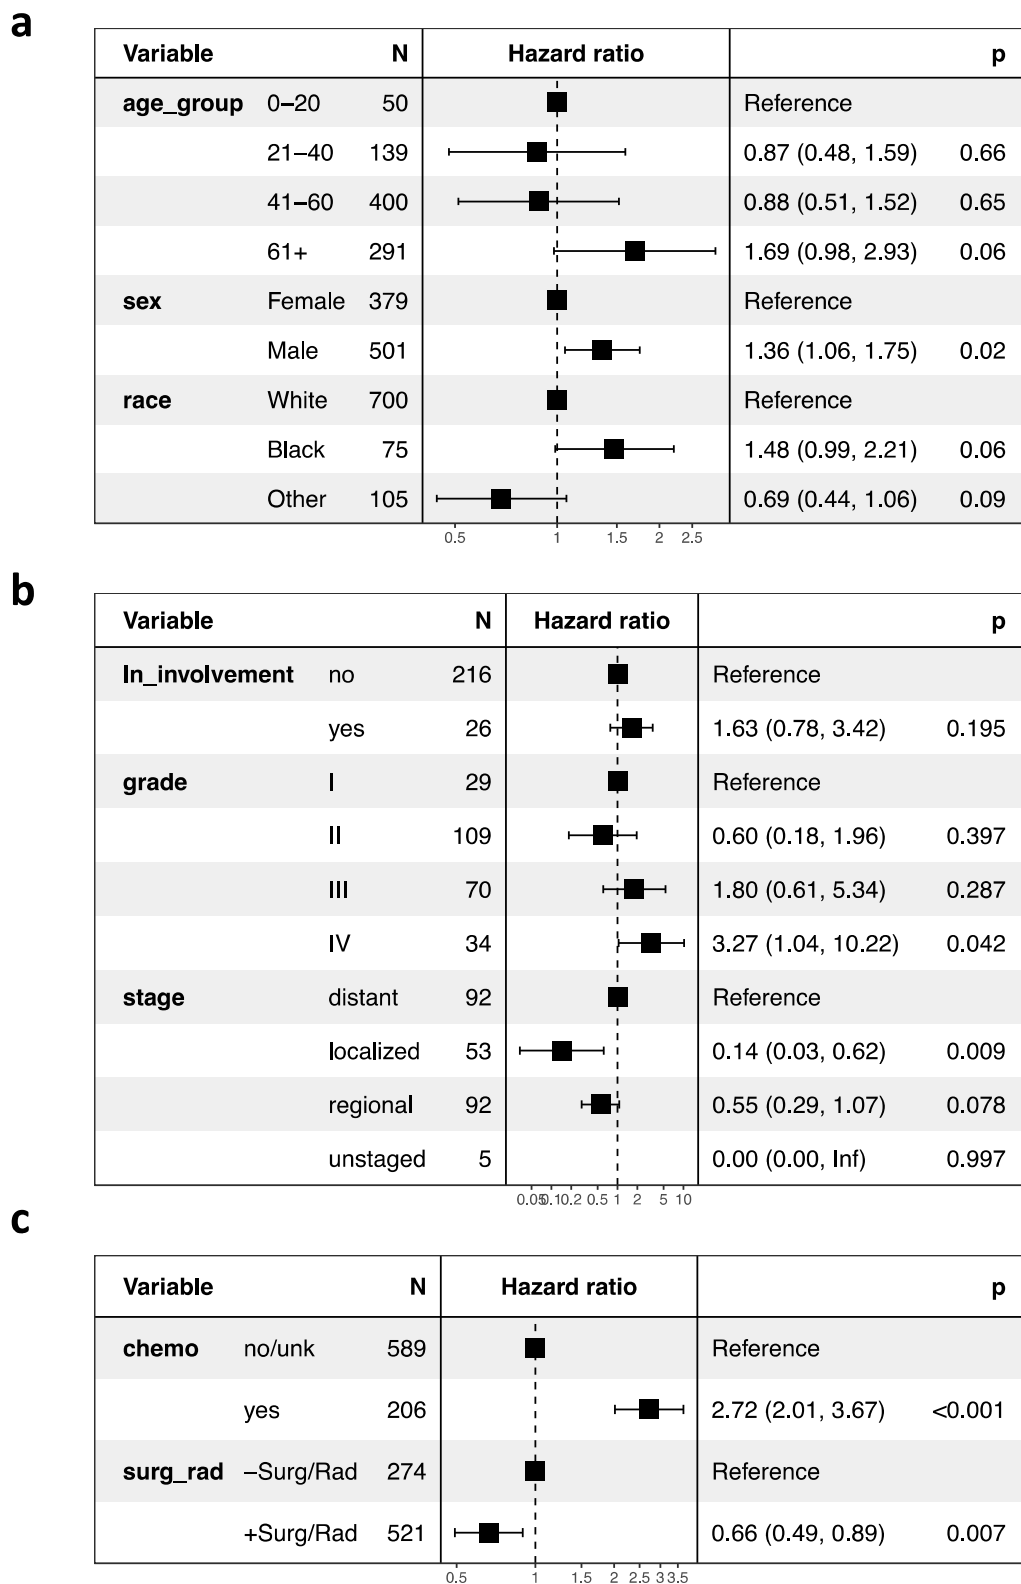 a
Variable N Hazard ratio p
age_group 0–20 50 Reference
21–40 139 0.87 (0.48, 1.59) 0.66
41–60 400 0.88 (0.51, 1.52) 0.65
61+ 291 1.69 (0.98, 2.93) 0.06
sex Female 379 Reference
Male 501 1.36 (1.06, 1.75) 0.02
race White 700 Reference
Black 75 1.48 (0.99, 2.21) 0.06
Other 105 0.69 (0.44, 1.06) 0.09
0.5 1 1.5 2 2.5
b
Variable N Hazard ratio p
ln_involvement no 216 Reference
yes 26 1.63 (0.78, 3.42) 0.195
grade I 29 Reference
II 109 0.60 (0.18, 1.96) 0.397
III 70 1.80 (0.61, 5.34) 0.287
IV 34 3.27 (1.04, 10.22) 0.042
stage distant 92 Reference
localized 53 0.14 (0.03, 0.62) 0.009
regional 92 0.55 (0.29, 1.07) 0.078
unstaged 5 0.00 (0.00, Inf) 0.997
0.05 0.1 0.2 0.5 1 2 5 10
c
Variable N Hazard ratio p
chemo no/unk 589 Reference
yes 206 2.72 (2.01, 3.67) <0.001
surg_rad –Surg/Rad 274 Reference
+Surg/Rad 521 0.66 (0.49, 0.89) 0.007
0.5 1 1.5 2 2.5 3 3.5